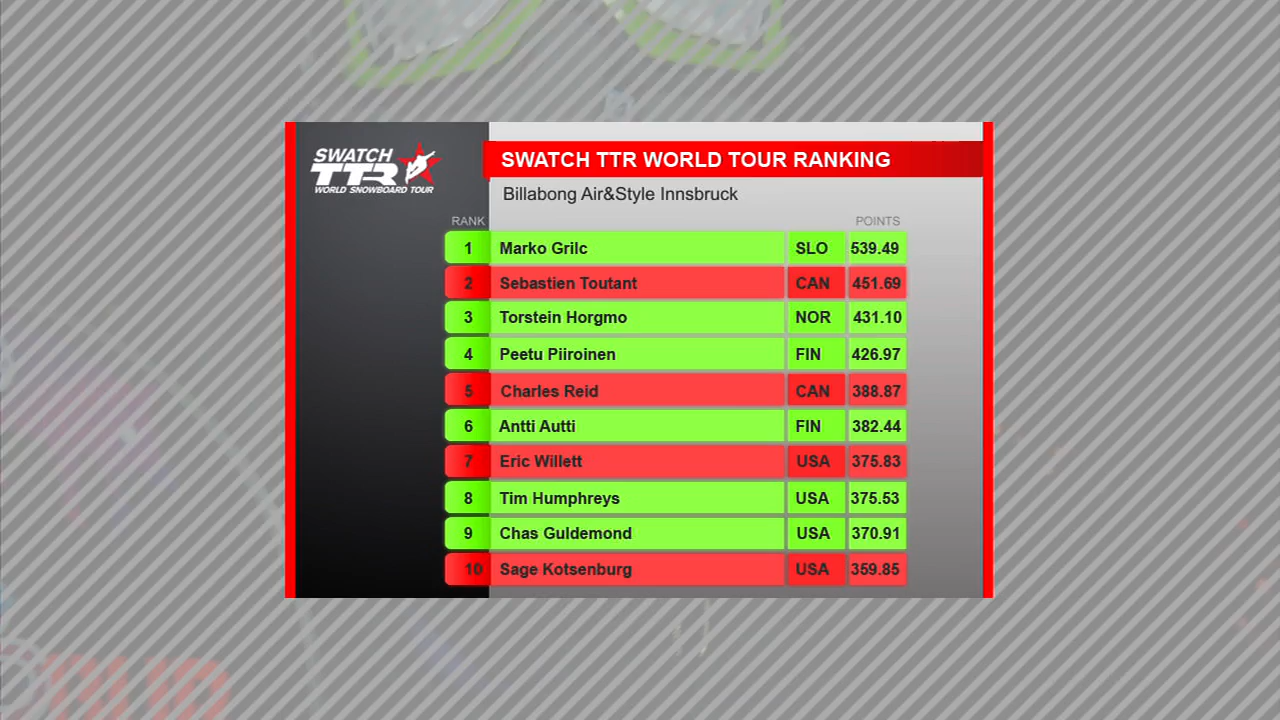 SWATCH
TTR
WORLD SNOWBOARD TOUR
SWATCH TTR WORLD TOUR RANKING
Billabong Air&Style Innsbruck
RANK POINTS
1 Marko Grilc SLO 539.49
2 Sebastien Toutant CAN 451.69
3 Torstein Horgmo NOR 431.10
4 Peetu Piiroinen FIN 426.97
5 Charles Reid CAN 388.87
6 Antti Autti FIN 382.44
7 Eric Willett USA 375.83
8 Tim Humphreys USA 375.53
9 Chas Guldemond USA 370.91
10 Sage Kotsenburg USA 359.85